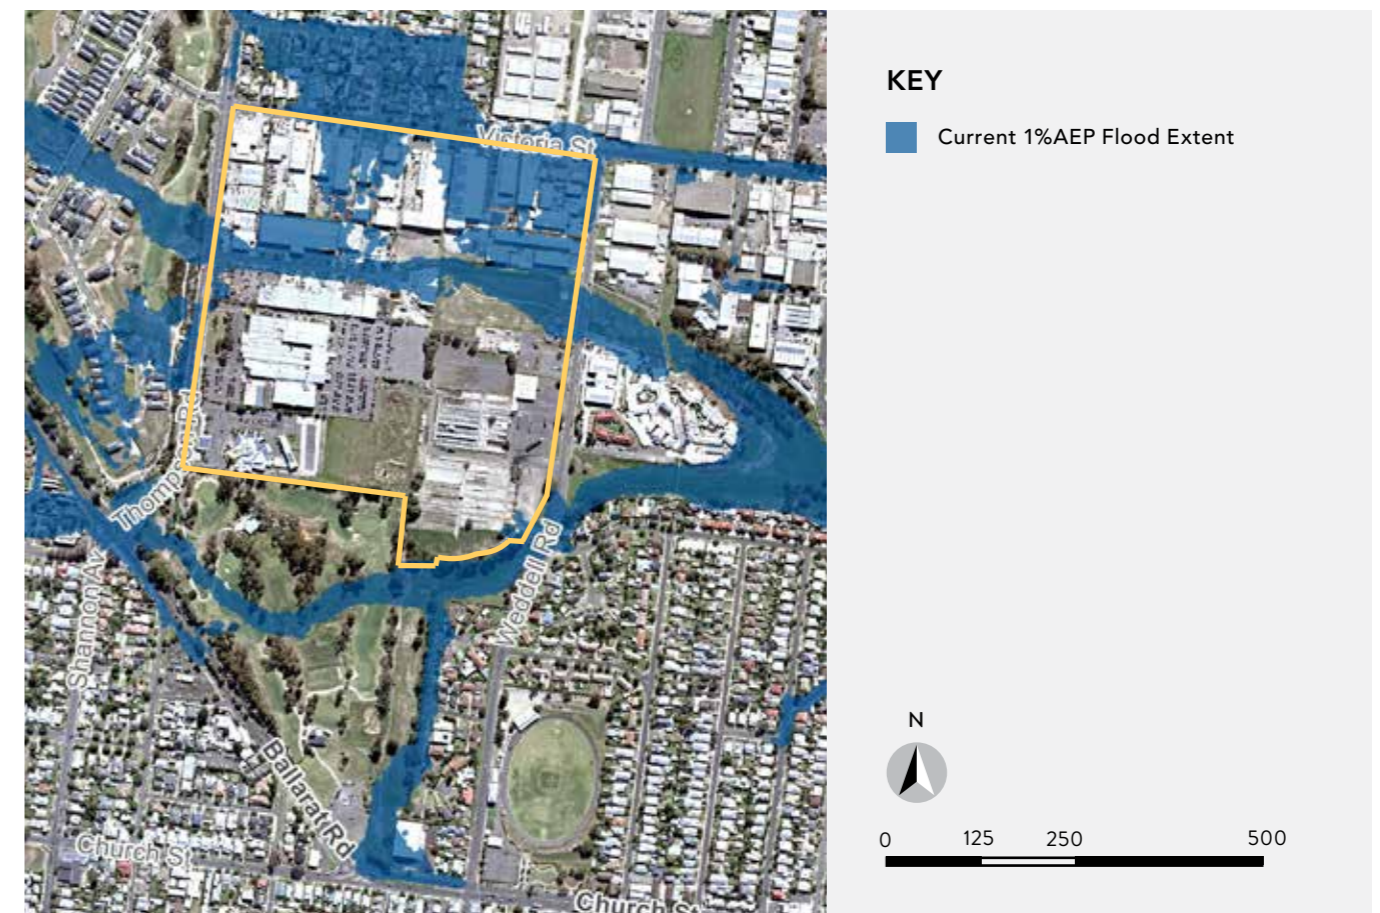 KEY
Current 1%AEP Flood Extent
Victoria St
Thompson Rd
Shannon Av
Weddell Rd
Ballarat Rd
Church St
Church St
N
0 125 250 500